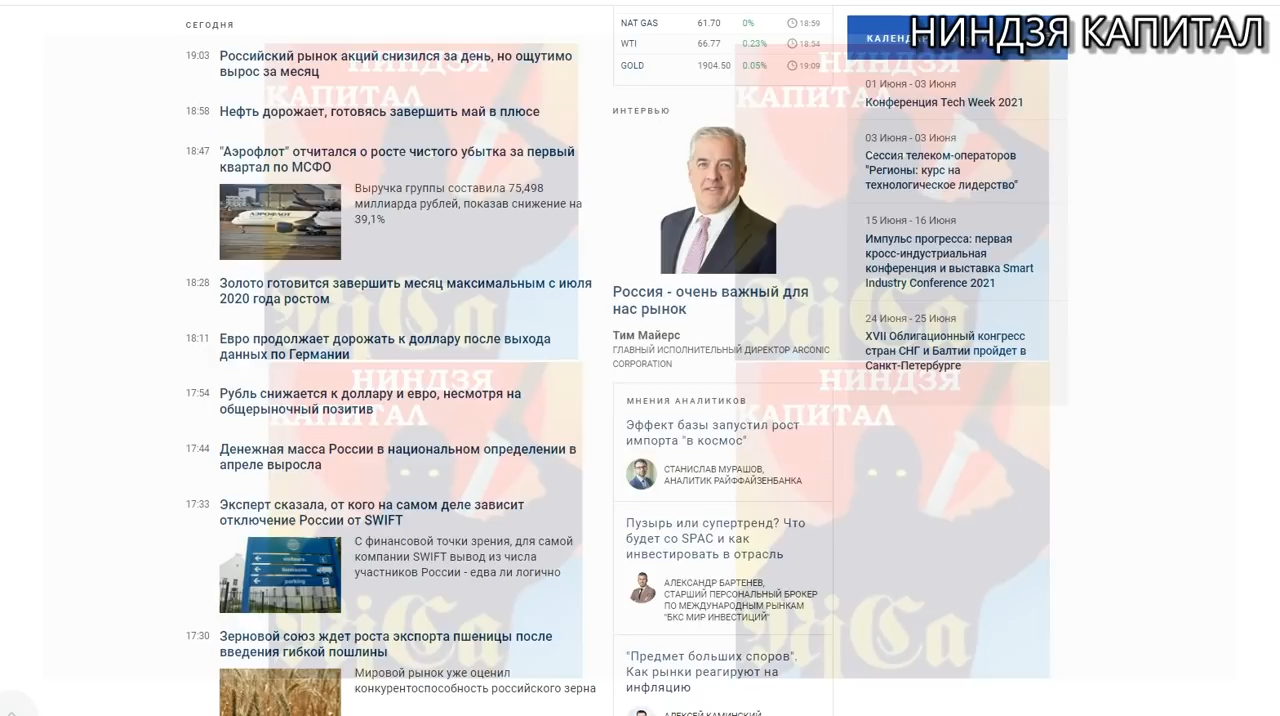 НИНДЗЯ КАПИТАЛ
СЕГОДНЯ
19:03 Российский рынок акций снизился за день, но ощутимо
вырос за месяц
18:58 Нефть дорожает, готовясь завершить май в плюсе
18:47 "Аэрофлот" отчитался о росте чистого убытка за первый
квартал по МСФО
АЭРОФЛОТ
Выручка группы составила 75,498
миллиарда рублей, показав снижение на
39,1%
18:28 Золото готовится завершить месяц максимальным с июля
2020 года ростом
18:11 Евро продолжает дорожать к доллару после выхода
данных по Германии
17:54 Рубль снижается к доллару и евро, несмотря на
общерыночный позитив
17:44 Денежная масса России в национальном определении в
апреле выросла
17:33 Эксперт сказала, от кого на самом деле зависит
отключение России от SWIFT
С финансовой точки зрения, для самой
компании SWIFT вывод из числа
участников России - едва ли логично
17:30 Зерновой союз ждет роста экспорта пшеницы после
введения гибкой пошлины
Мировой рынок уже оценил
конкурентоспособность российского зерна
NAT GAS 61.70 0% 18:59
WTI 66.77 0.23% 18:54
GOLD 1904.50 0.05% 19:09
ИНТЕРВЬЮ
Россия - очень важный для
нас рынок
Тим Майерс
ГЛАВНЫЙ ИСПОЛНИТЕЛЬНЫЙ ДИРЕКТОР ARCONIC
CORPORATION
МНЕНИЯ АНАЛИТИКОВ
Эффект базы запустил рост
импорта "в космос"
СТАНИСЛАВ МУРАШОВ,
АНАЛИТИК РАЙФФАЙЗЕНБАНКА
Пузырь или супертренд? Что
будет со SPAC и как
инвестировать в отрасль
АЛЕКСАНДР БАРТЕНЕВ,
СТАРШИЙ ПЕРСОНАЛЬНЫЙ БРОКЕР
ПО МЕЖДУНАРОДНЫМ РЫНКАМ
"БКС МИР ИНВЕСТИЦИЙ"
"Предмет больших споров".
Как рынки реагируют на
инфляцию
АЛЕКСЕЙ КАМИНСКИЙ
01 Июня - 03 Июня
Конференция Tech Week 2021
03 Июня - 03 Июня
Сессия телеком-операторов
"Регионы: курс на
технологическое лидерство"
15 Июня - 16 Июня
Импульс прогресса: первая
кросс-индустриальная
конференция и выставка Smart
Industry Conference 2021
24 Июня - 25 Июня
XVII Облигационный конгресс
стран СНГ и Балтии пройдет в
Санкт-Петербурге
НИНДЗЯ
КАПИТАЛ
НИНДЗЯ
КАПИТАЛ
НИНДЗЯ
КАПИТАЛ
НИНДЗЯ
КАПИТАЛ